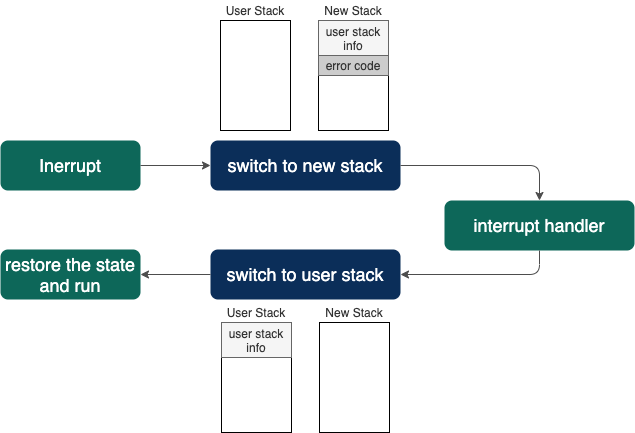 User Stack
New Stack
user stack
info
error code
Inerrupt
switch to new stack
interrupt handler
restore the state
and run
switch to user stack
User Stack
New Stack
user stack
info